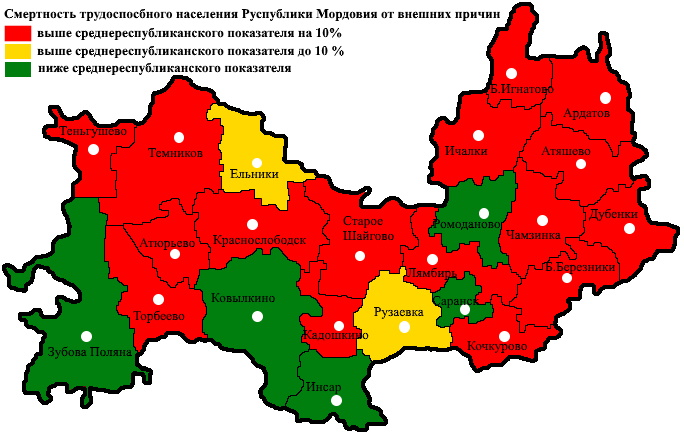 Смертность трудоспосбного населения Руспублики Мордовия от внешних причин
выше среднереспубликанского показателя на 10%
выше среднереспубликанского показателя до 10 %
ниже среднереспубликанского показателя
Б.Игнатово
Ардатов
Теньгушево
Темников
Ичалки
Атяшево
Ельники
Дубенки
Старое
Шайгово
Ромоданово
Чамзинка
Атюрьево
Краснослободск
Лямбирь
Б.Березники
Ковылкино
Саранск
Торбеево
Рузаевка
Кадошкино
Кочкурово
Зубова Поляна
Инсар